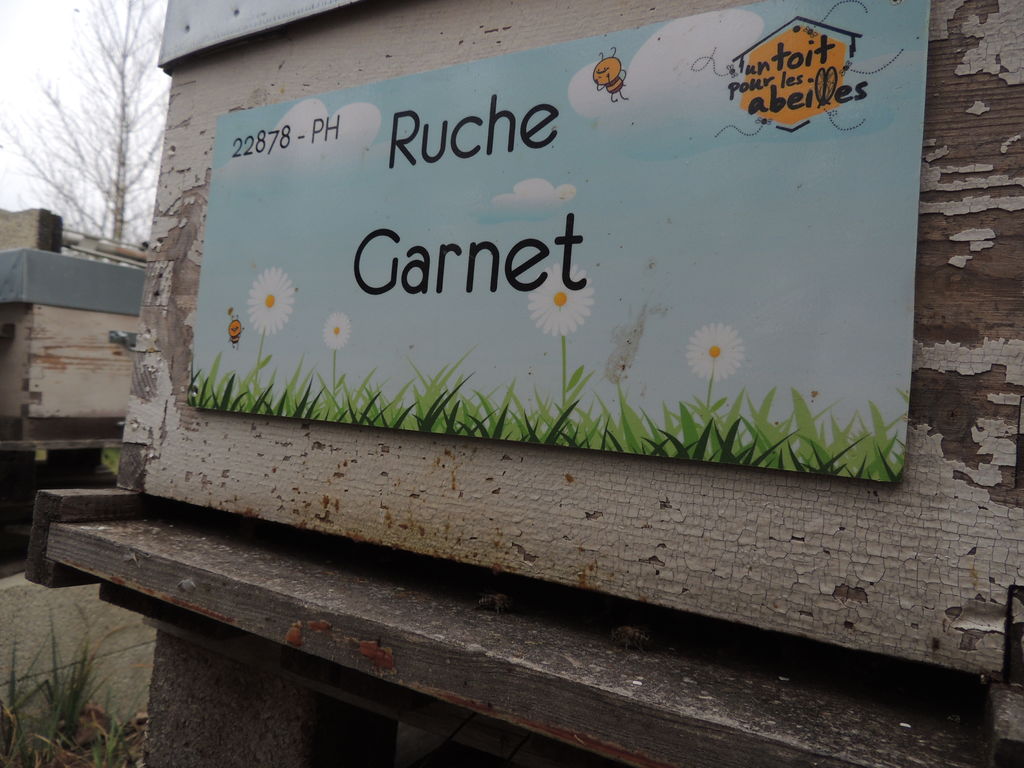 22878 - PH
Ruche
Garnet
un toit
pour les
abeilles